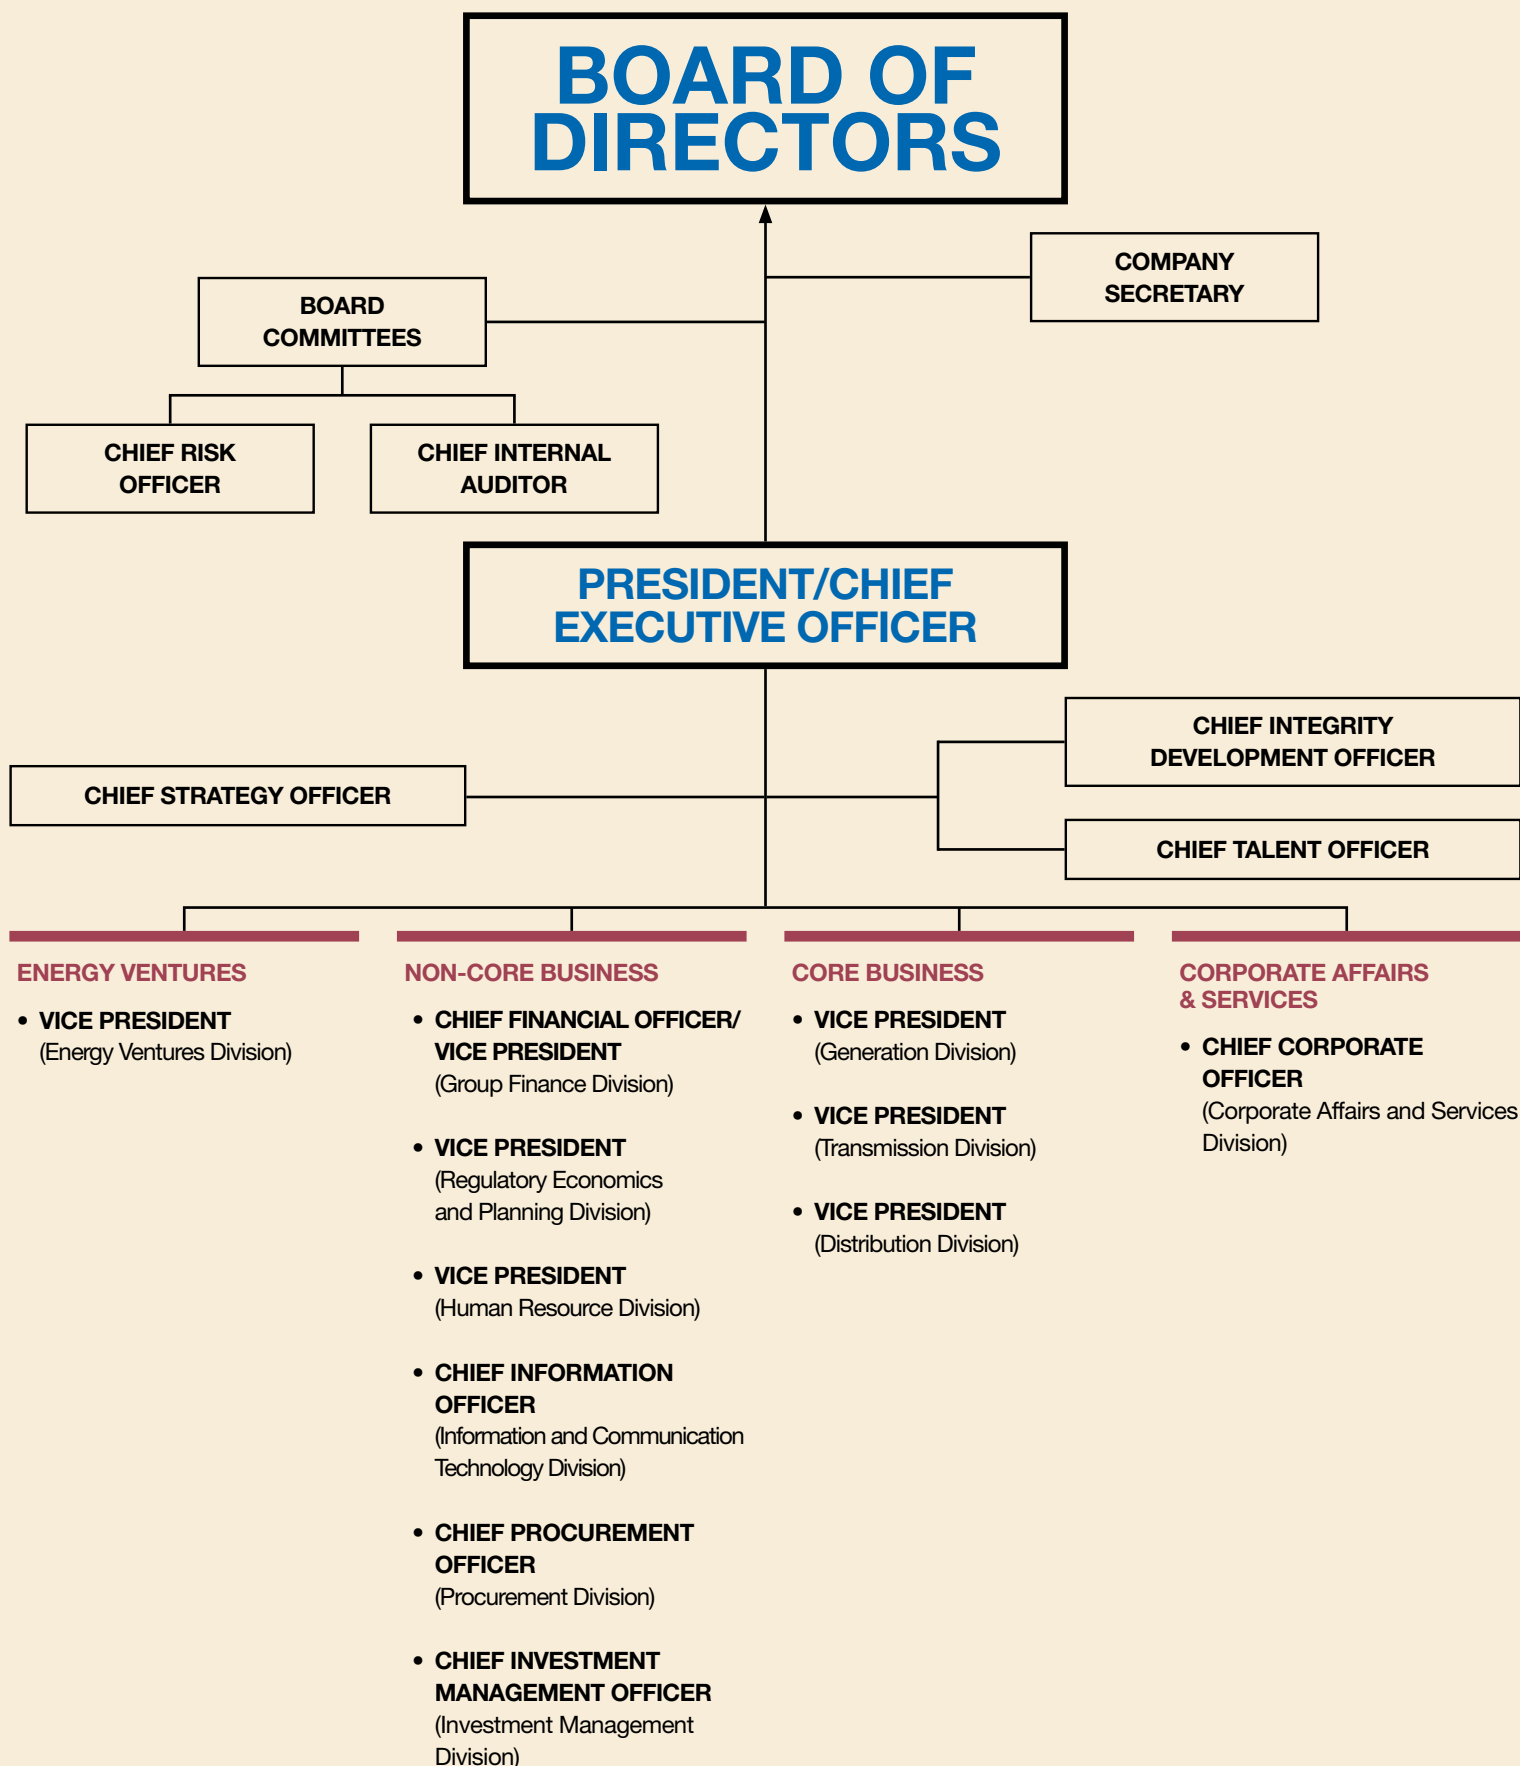 BOARD OF
DIRECTORS
COMPANY
SECRETARY
BOARD
COMMITTEES
CHIEF RISK
OFFICER
CHIEF INTERNAL
AUDITOR
PRESIDENT/CHIEF
EXECUTIVE OFFICER
CHIEF INTEGRITY
DEVELOPMENT OFFICER
CHIEF STRATEGY OFFICER
CHIEF TALENT OFFICER
ENERGY VENTURES
• VICE PRESIDENT
(Energy Ventures Division)
NON-CORE BUSINESS
• CHIEF FINANCIAL OFFICER/
VICE PRESIDENT
(Group Finance Division)
• VICE PRESIDENT
(Regulatory Economics
and Planning Division)
• VICE PRESIDENT
(Human Resource Division)
• CHIEF INFORMATION
OFFICER
(Information and Communication
Technology Division)
• CHIEF PROCUREMENT
OFFICER
(Procurement Division)
• CHIEF INVESTMENT
MANAGEMENT OFFICER
(Investment Management
Division)
CORE BUSINESS
• VICE PRESIDENT
(Generation Division)
• VICE PRESIDENT
(Transmission Division)
• VICE PRESIDENT
(Distribution Division)
CORPORATE AFFAIRS
& SERVICES
• CHIEF CORPORATE
OFFICER
(Corporate Affairs and Services
Division)